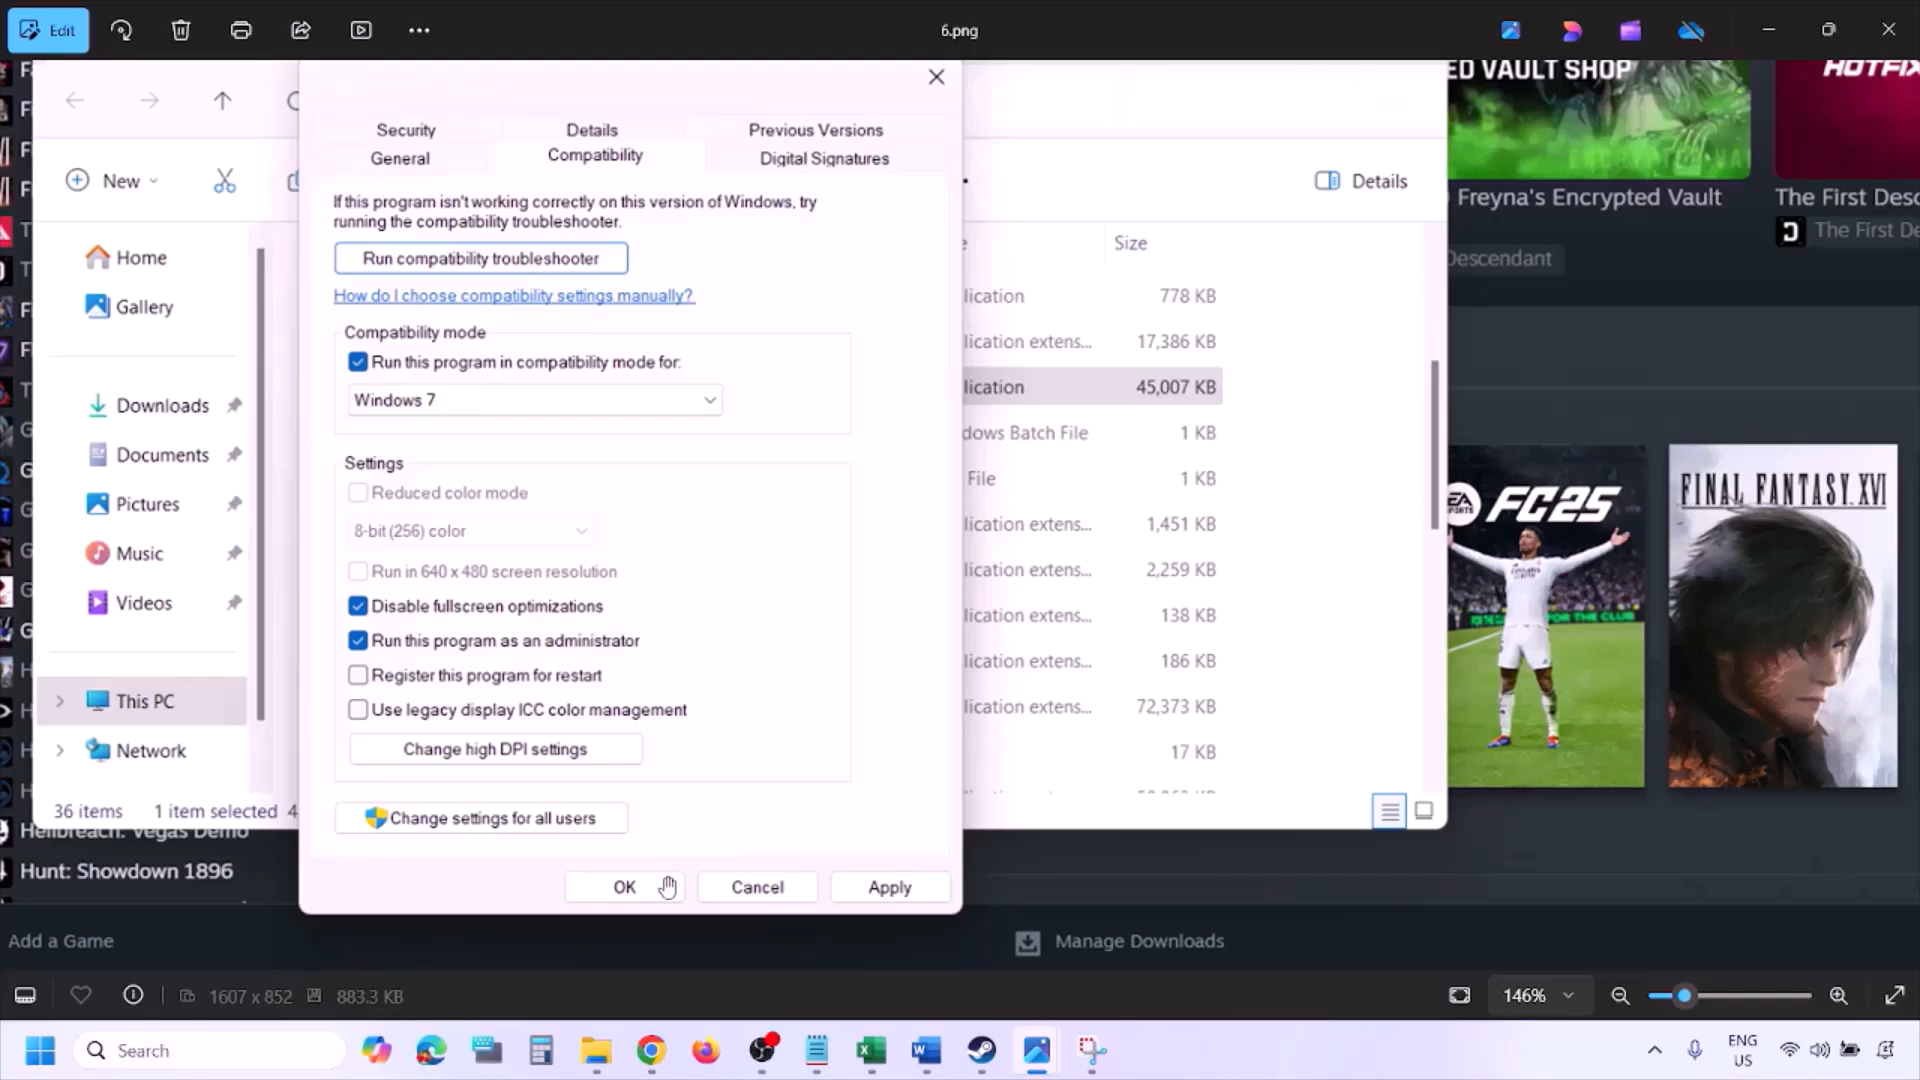 Edit
6.png
ED VAULT SHOP
HOTFIX
Security
Details
Previous Versions
General
Compatibility
Digital Signatures
New
Details
If this program isn't working correctly on this version of Windows, try
running the compatibility troubleshooter.
Freyna's Encrypted Vault
The First Desc
The First De
Descendant
Run compatibility troubleshooter
How do I choose compatibility settings manually?
Home
Gallery
Downloads
Documents
Pictures
Music
Videos
This PC
Network
Compatibility mode
Run this program in compatibility mode for:
Windows 7
Settings
Reduced color mode
8-bit (256) color
Run in 640 x 480 screen resolution
Disable fullscreen optimizations
Run this program as an administrator
Register this program for restart
Use legacy display ICC color management
Change high DPI settings
Change settings for all users
OK
Cancel
Apply
e
Size
lication
778 KB
lication extens...
17,386 KB
lication
45,007 KB
dows Batch File
1 KB
File
1 KB
lication extens...
1,451 KB
lication extens...
2,259 KB
lication extens...
138 KB
lication extens...
186 KB
lication extens...
72,373 KB
17 KB
EA SPORTS FC25
FINAL FANTASY XVI
36 items
1 item selected
4
Hellbreach: Vegas Demo
Hunt: Showdown 1896
Add a Game
Manage Downloads
1607 x 852
883.3 KB
146%
Search
ENG
US